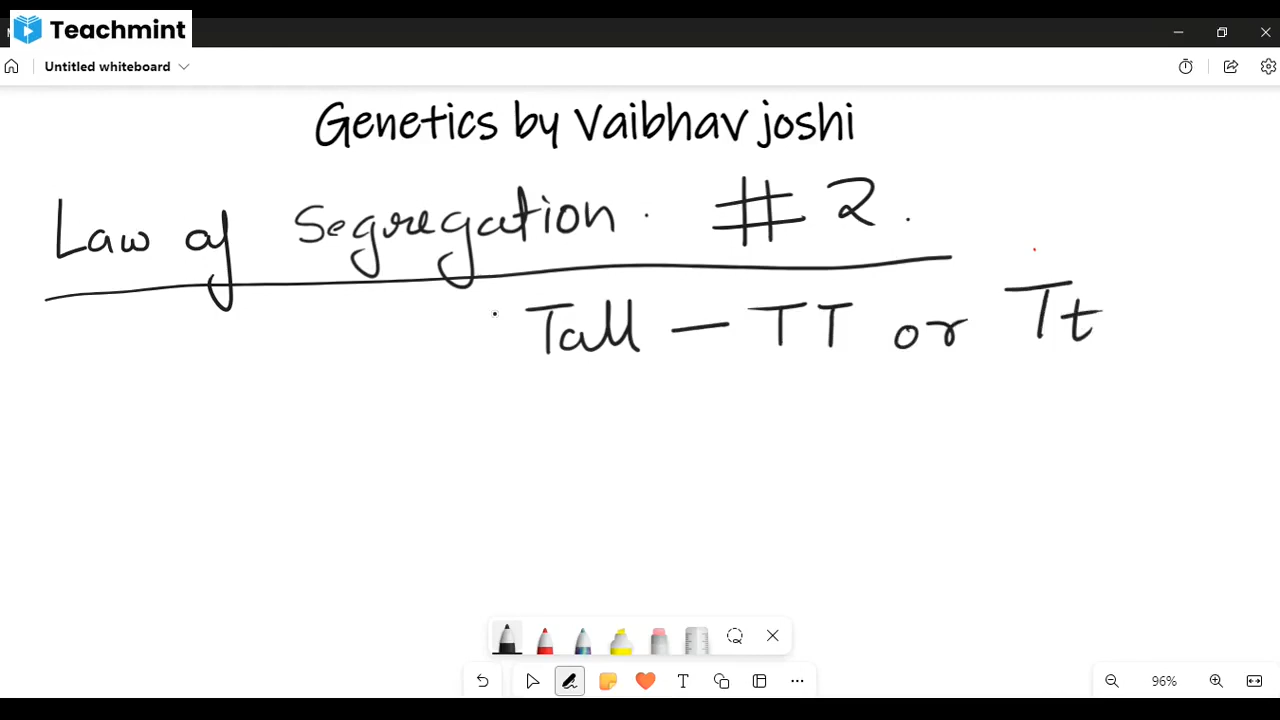 Teachmint
Untitled whiteboard
Genetics by Vaibhav joshi
Law of Segregation. # 2.
Tall - TT or Tt
T
96%